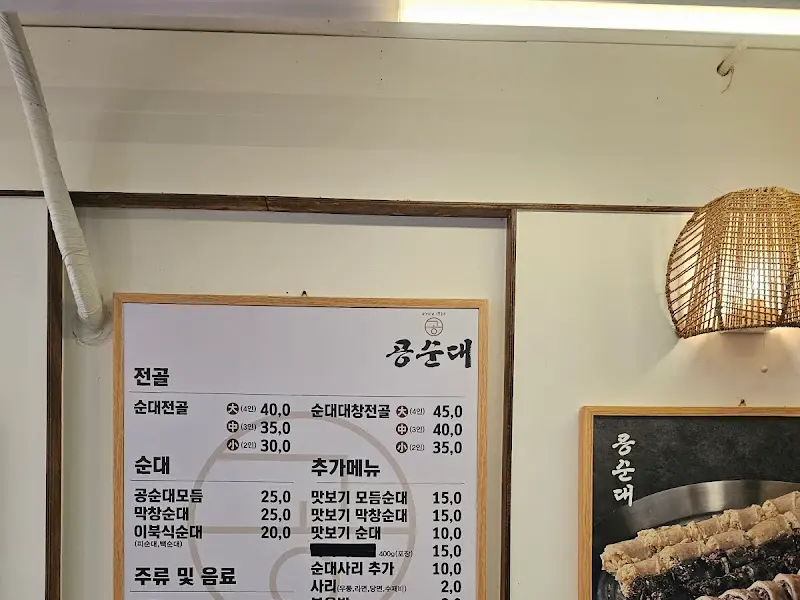 공순대
전골
순대전골 大 (4인) 40,0
中 (3인) 35,0
小 (2인) 30,0
순대대창전골 大 (4인) 45,0
中 (3인) 40,0
小 (2인) 35,0
순대
공순대모듬 25,0
막창순대 25,0
이북식순대 20,0
(피순대,백순대)
주류 및 음료
추가메뉴
맛보기 모듬순대 15,0
맛보기 막창순대 15,0
맛보기 순대 10,0
400g(포장) 15,0
순대사리 추가 10,0
사리(우동,라면,당면,수제비) 2,0
공순대